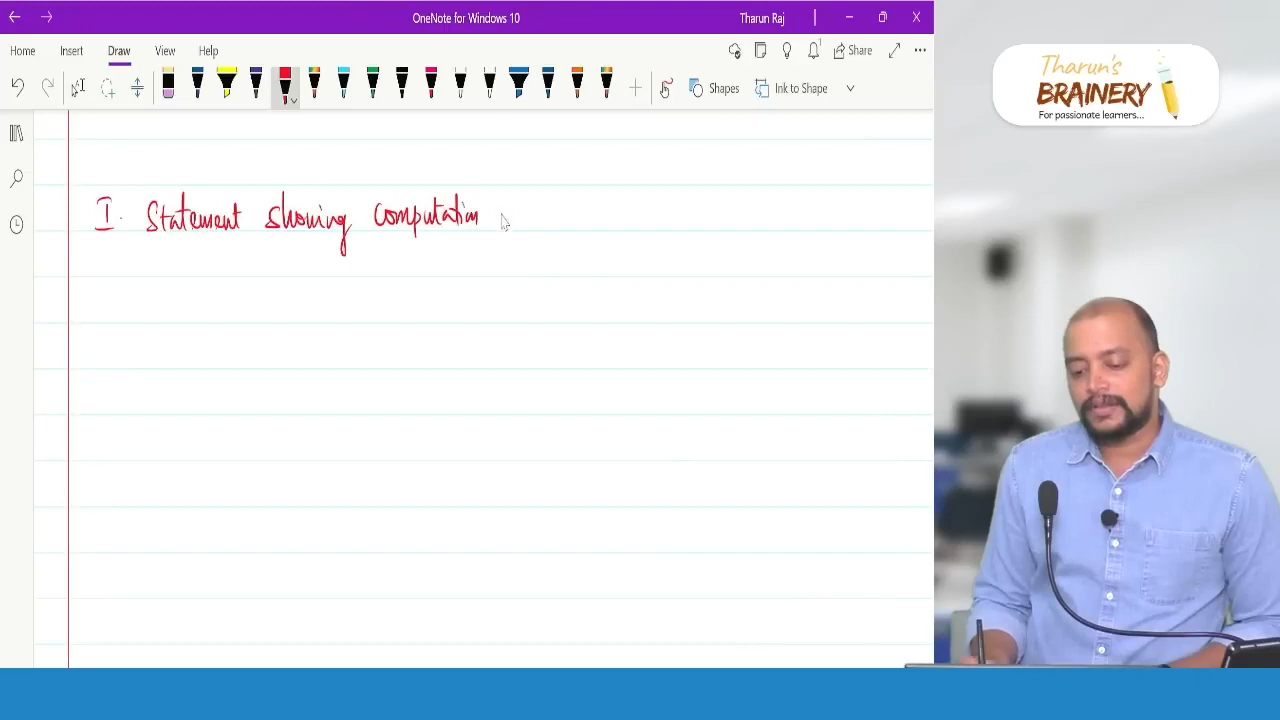 OneNote for Windows 10
Tharun Raj
Home Insert Draw View Help
Share
Shapes
Ink to Shape
Tharun's
BRAINERY
For passionate learners...
I. Statement showing computation